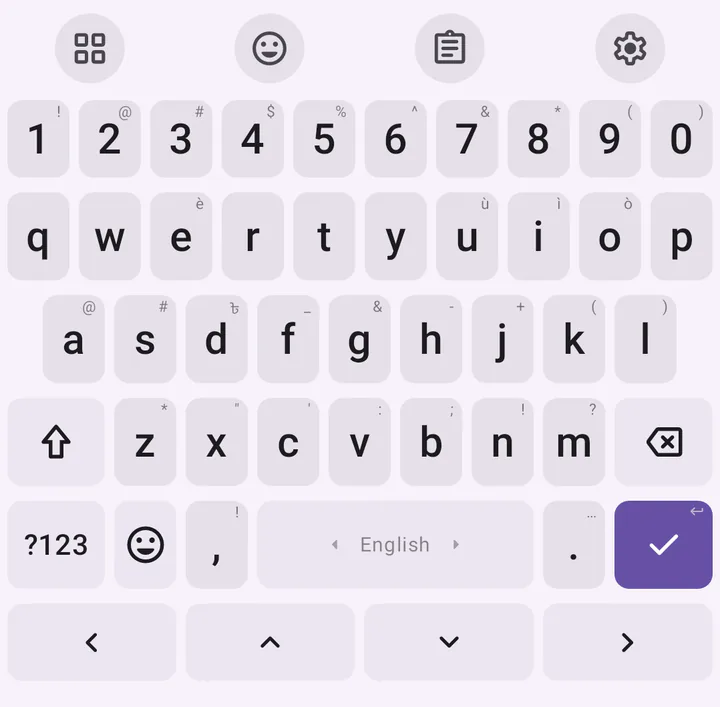 ! @ # $ % ^ & * ( )
1 2 3 4 5 6 7 8 9 0
è ù ì ò
q w e r t y u i o p
@ # ъ _ & - + ( )
a s d f g h j k l
* " ' : ; ! ?
z x c v b n m
! …
?123 , English .